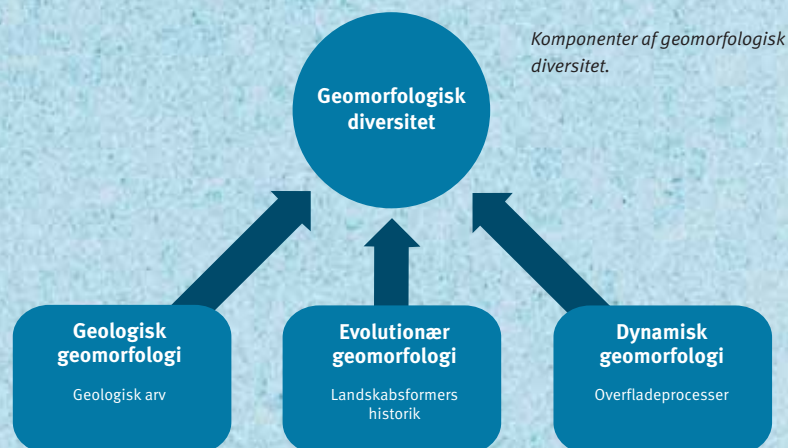 Komponenter af geomorfologisk
diversitet.
Geomorfologisk
diversitet
Geologisk
geomorfologi
Geologisk arv
Evolutionær
geomorfologi
Landskabsformers
historik
Dynamisk
geomorfologi
Overfladeprocesser